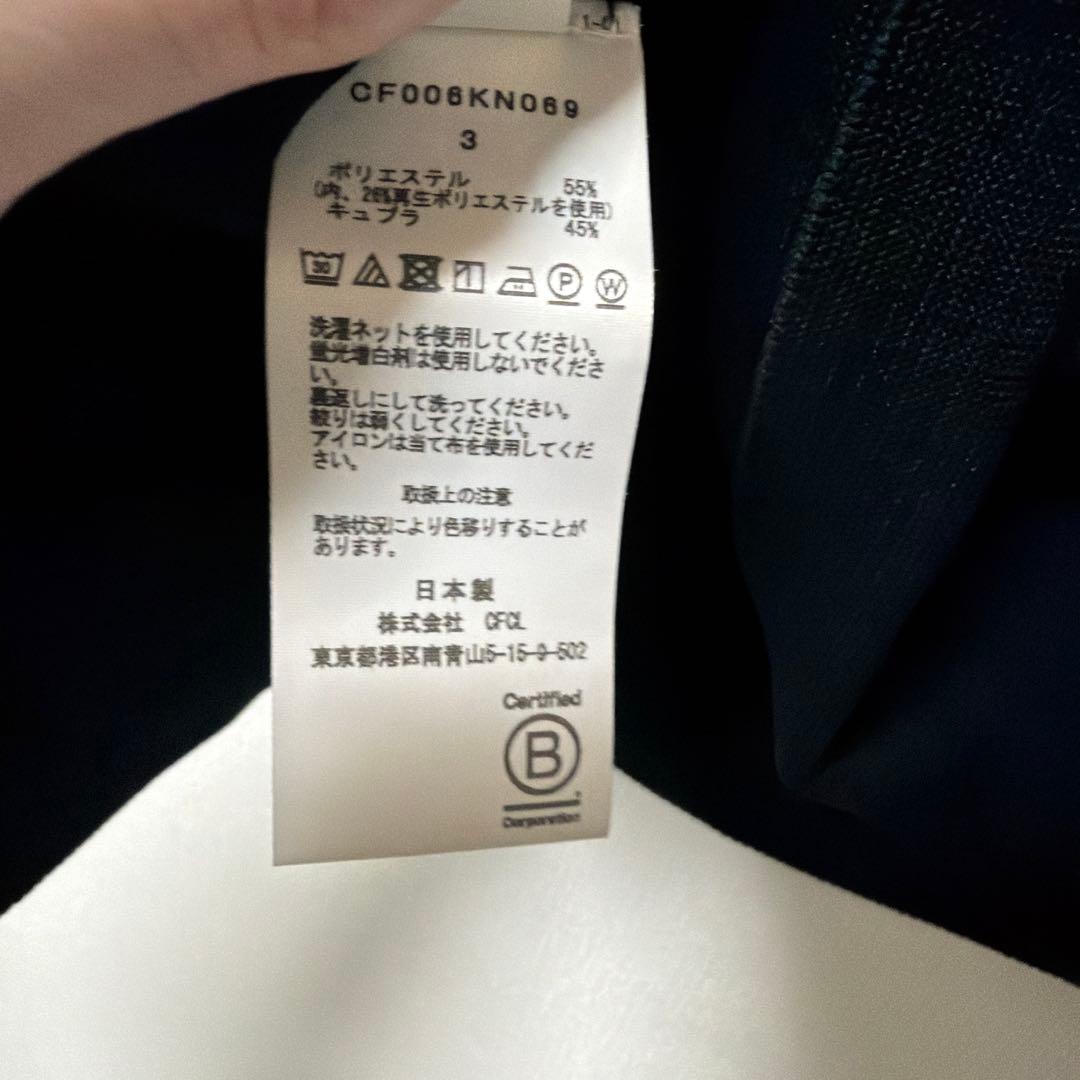 CF006KN069
3
ポリエステル 55%
(内、26%再生ポリエステルを使用)
キュプラ 45%
30
P
W
洗濯ネットを使用してください。
蛍光増白剤は使用しないでくださ
い。
裏返しにして洗ってください。
絞りは弱くしてください。
アイロンは当て布を使用してくだ
さい。
取扱上の注意
取扱状況により色移りすることが
あります。
日本製
株式会社 CFCL
東京都港区南青山5-15-9-502
Certified
B
Corporation